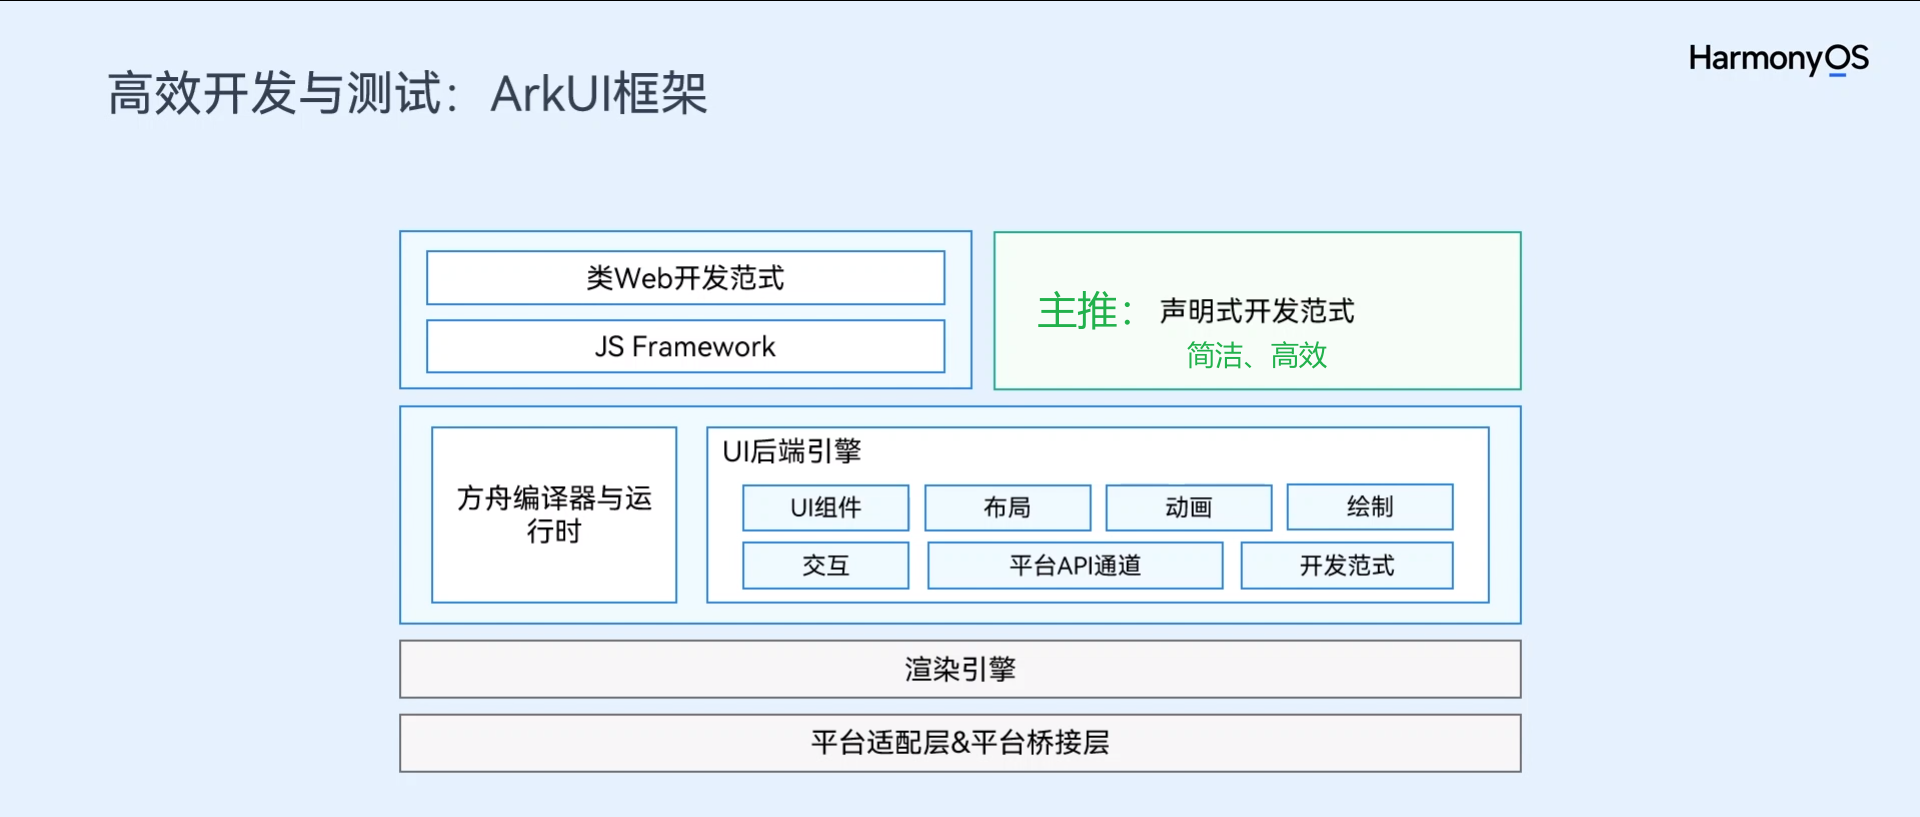 HarmonyOS
高效开发与测试：ArkUI框架
类Web开发范式
JS Framework
主推：声明式开发范式
简洁、高效
方舟编译器与运
行时
UI后端引擎
UI组件
布局
动画
绘制
交互
平台API通道
开发范式
渲染引擎
平台适配层&平台桥接层